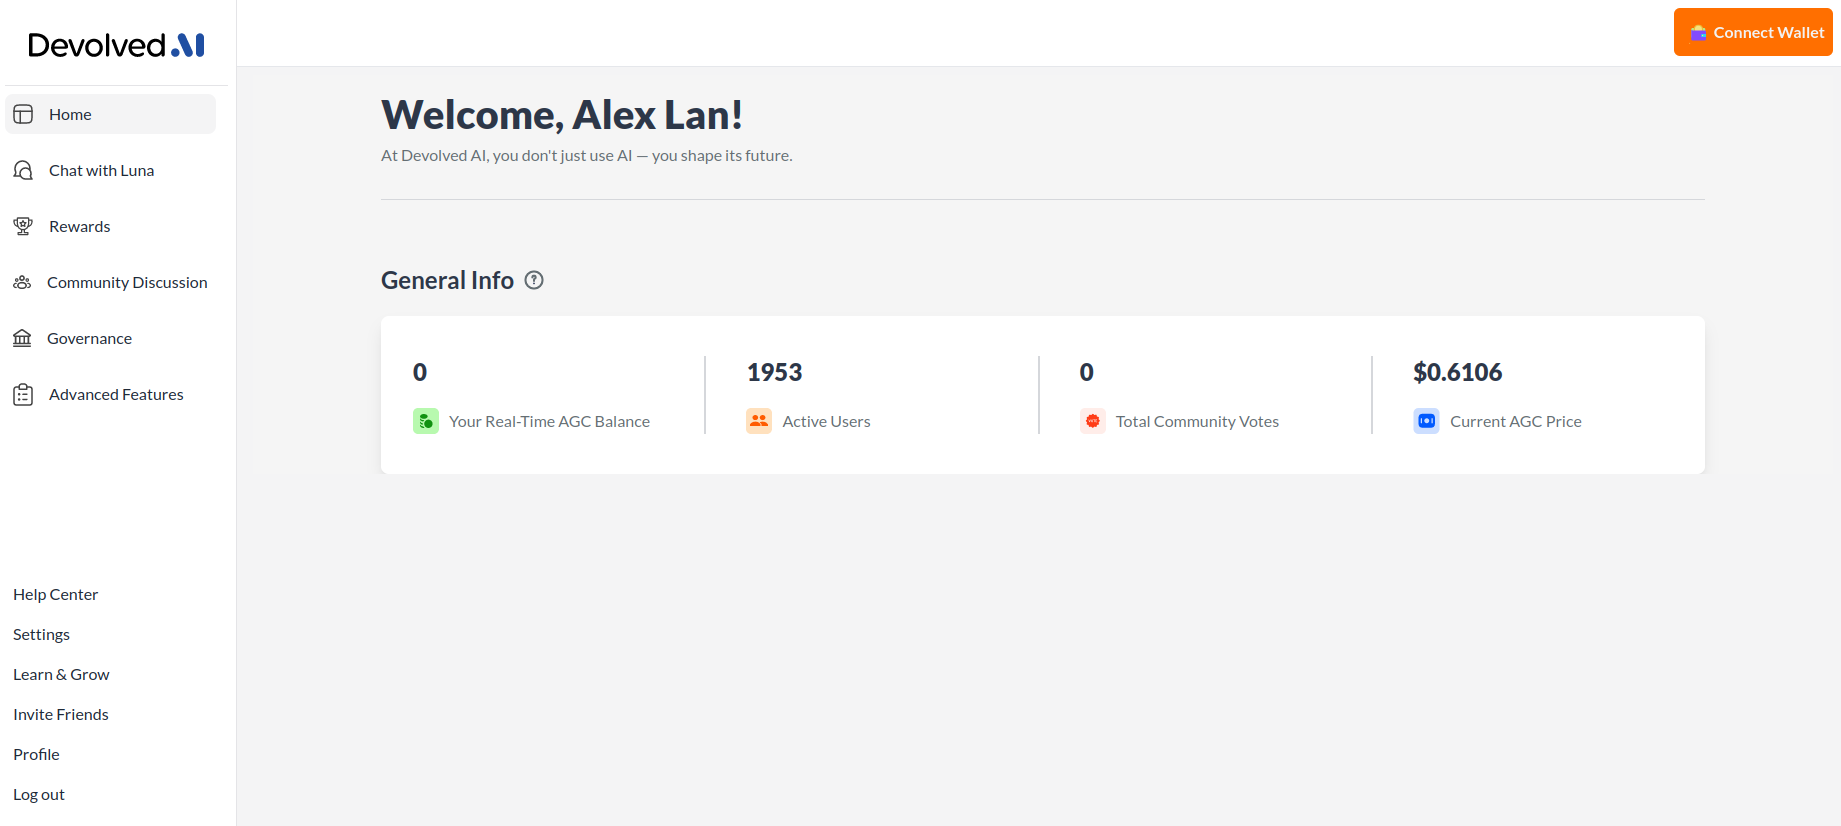 Devolved AI
Connect Wallet
Home
Chat with Luna
Rewards
Community Discussion
Governance
Advanced Features
Help Center
Settings
Learn & Grow
Invite Friends
Profile
Log out
Welcome, Alex Lan!
At Devolved AI, you don't just use AI — you shape its future.
General Info ?
0
Your Real-Time AGC Balance
1953
Active Users
0
Total Community Votes
$0.6106
Current AGC Price